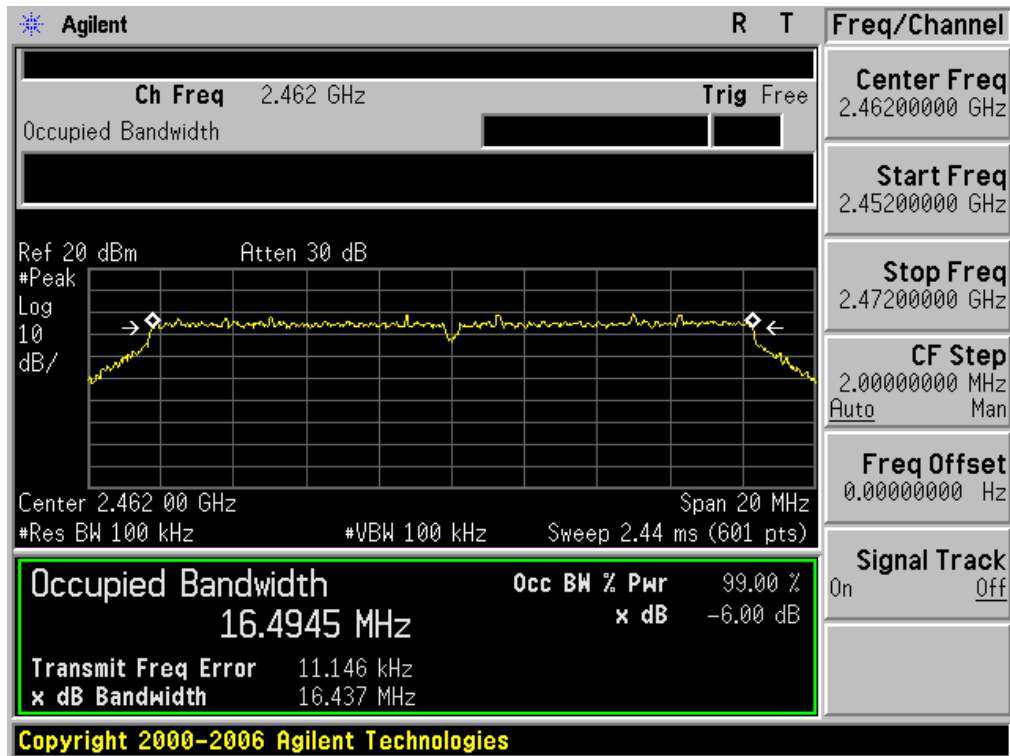 Agilent R T
Ch Freq 2.462 GHz Trig Free
Occupied Bandwidth
Ref 20 dBm Atten 30 dB
#Peak
Log
10
dB/
Center 2.462 00 GHz Span 20 MHz
#Res BW 100 kHz #VBW 100 kHz Sweep 2.44 ms (601 pts)
Occupied Bandwidth
16.4945 MHz
Occ BW % Pwr 99.00 %
x dB -6.00 dB
Transmit Freq Error 11.146 kHz
x dB Bandwidth 16.437 MHz
Freq/Channel
Center Freq
2.46200000 GHz
Start Freq
2.45200000 GHz
Stop Freq
2.47200000 GHz
CF Step
2.00000000 MHz
Auto Man
Freq Offset
0.00000000 Hz
Signal Track
On Off
Copyright 2000-2006 Agilent Technologies